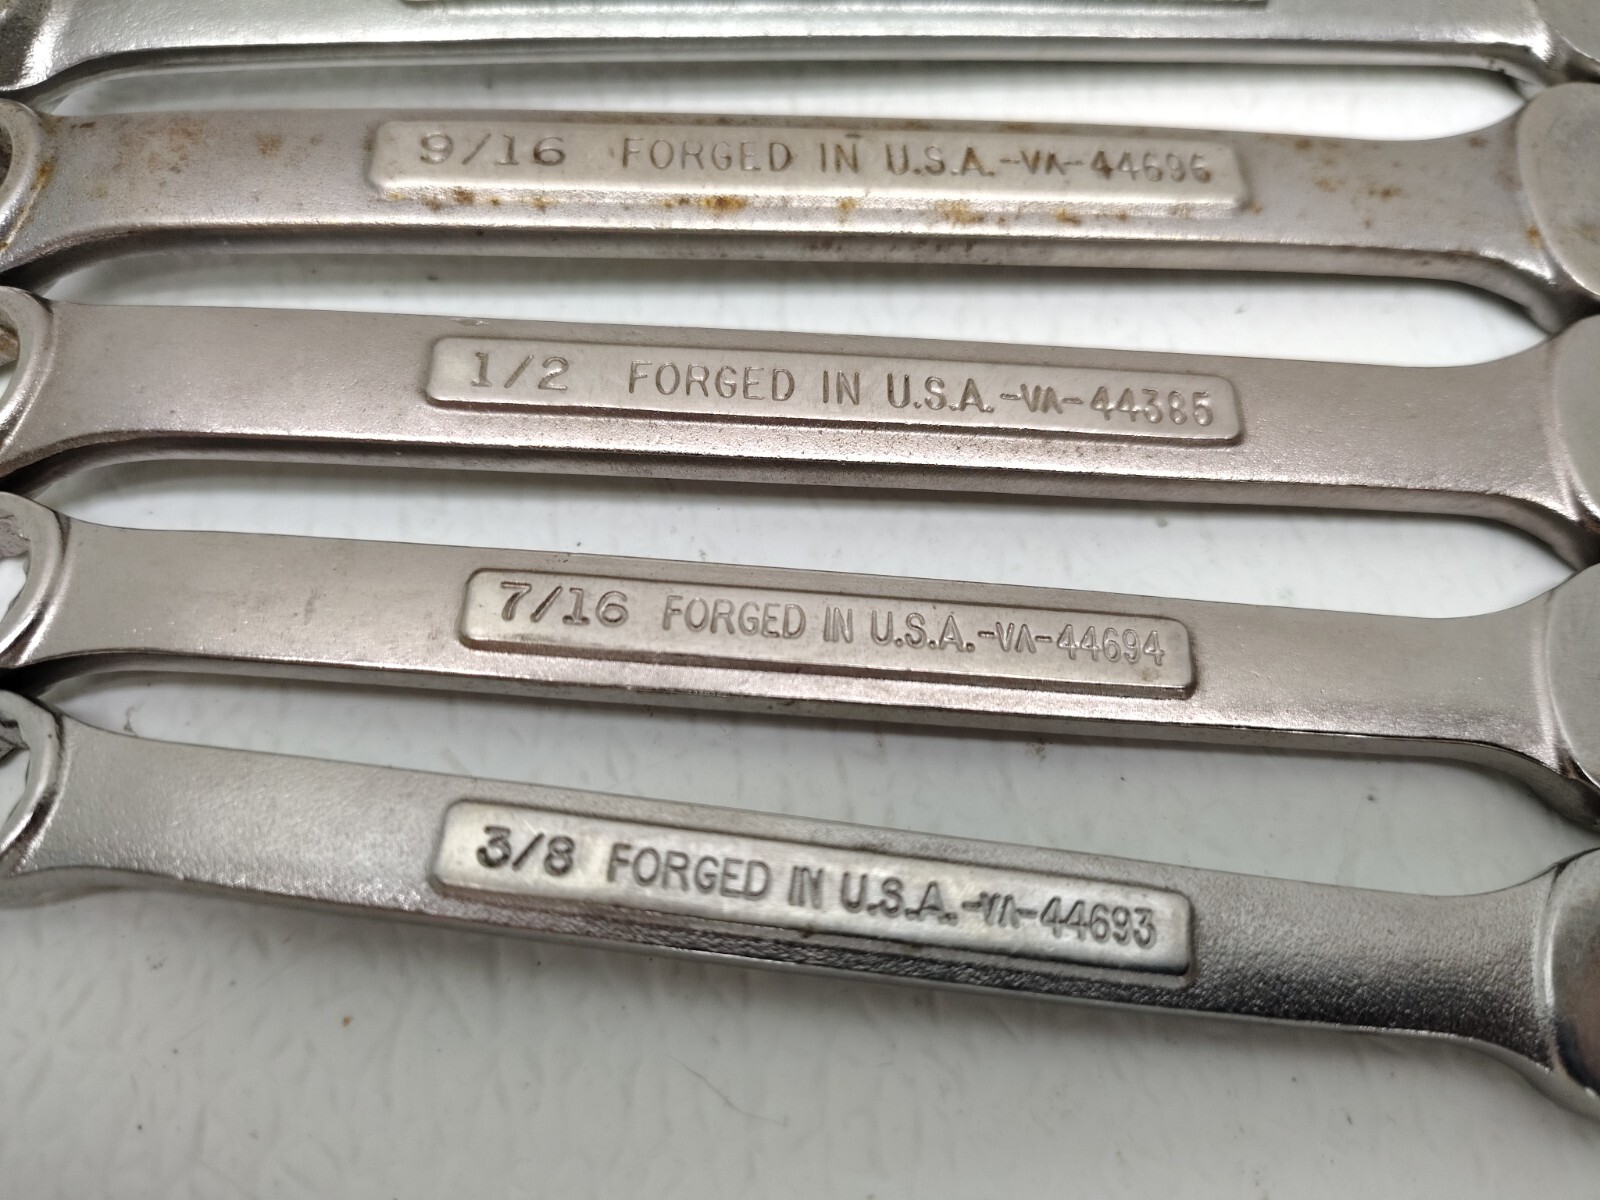 9/16 FORGED IN U.S.A.-VA-44696
1/2 FORGED IN U.S.A.-VA-44385
7/16 FORGED IN U.S.A.-VA-44694
3/8 FORGED IN U.S.A.-VA-44693